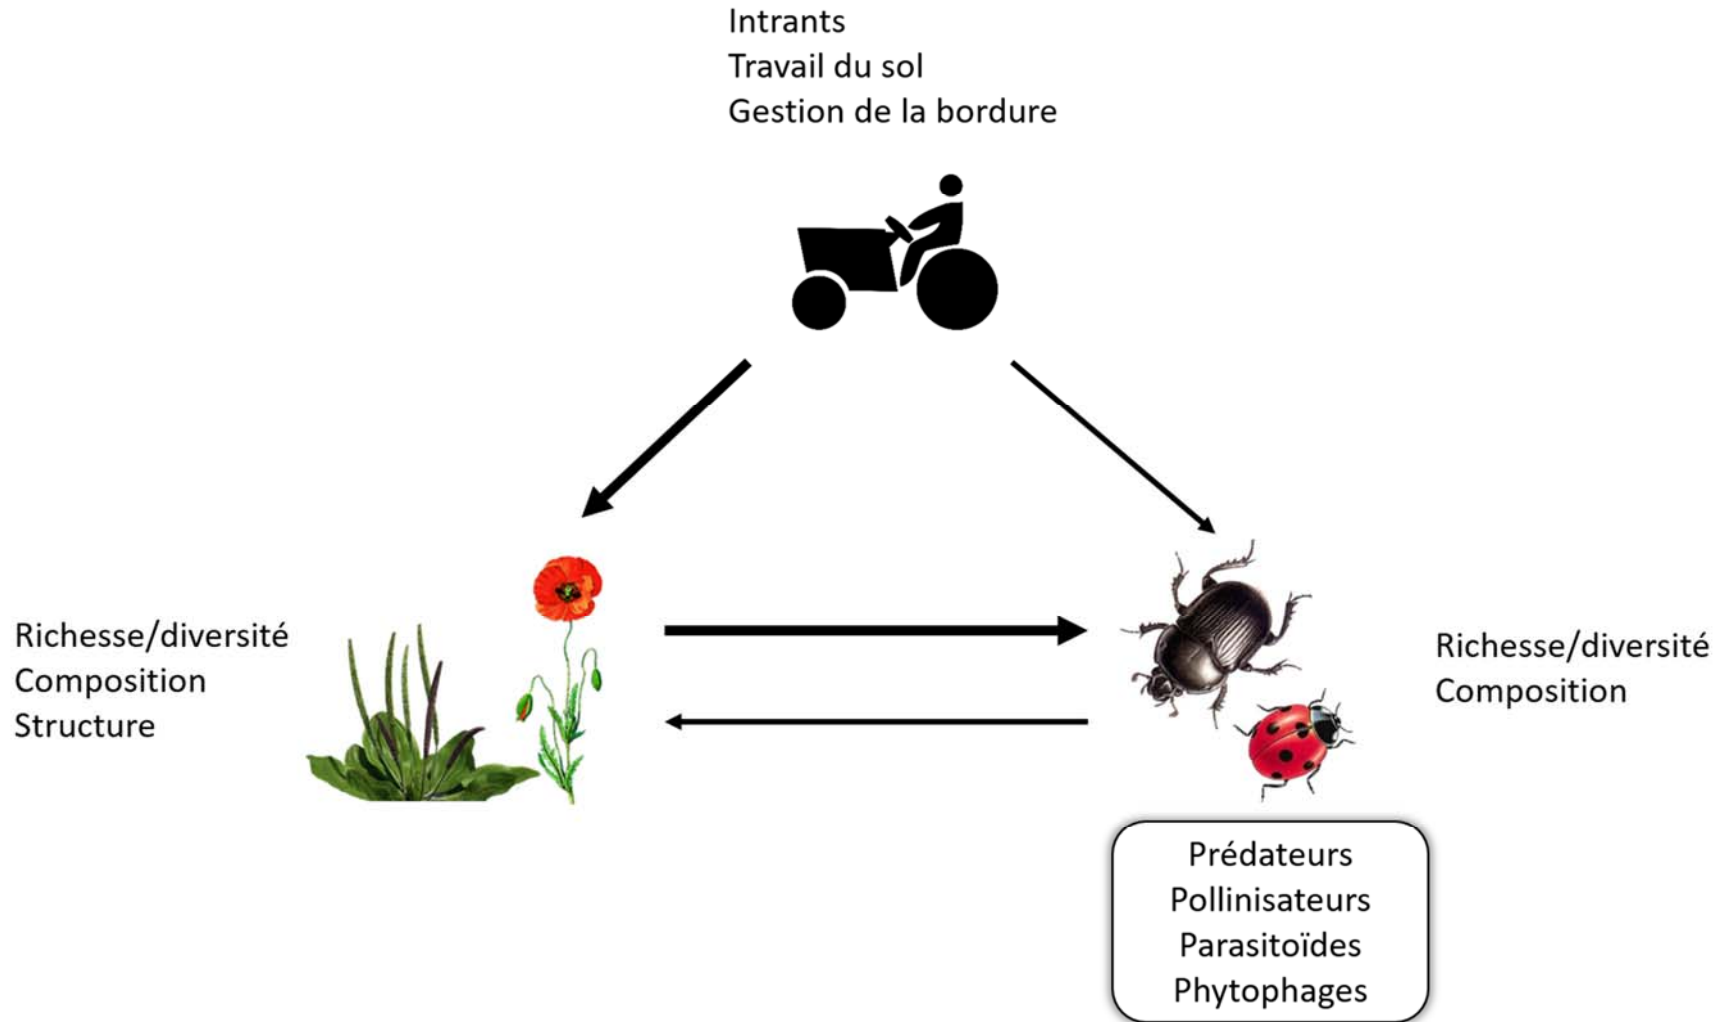 Intrants
Travail du sol
Gestion de la bordure
Richesse/diversité
Composition
Structure
Richesse/diversité
Composition
Prédateurs
Pollinisateurs
Parasitoïdes
Phytophages